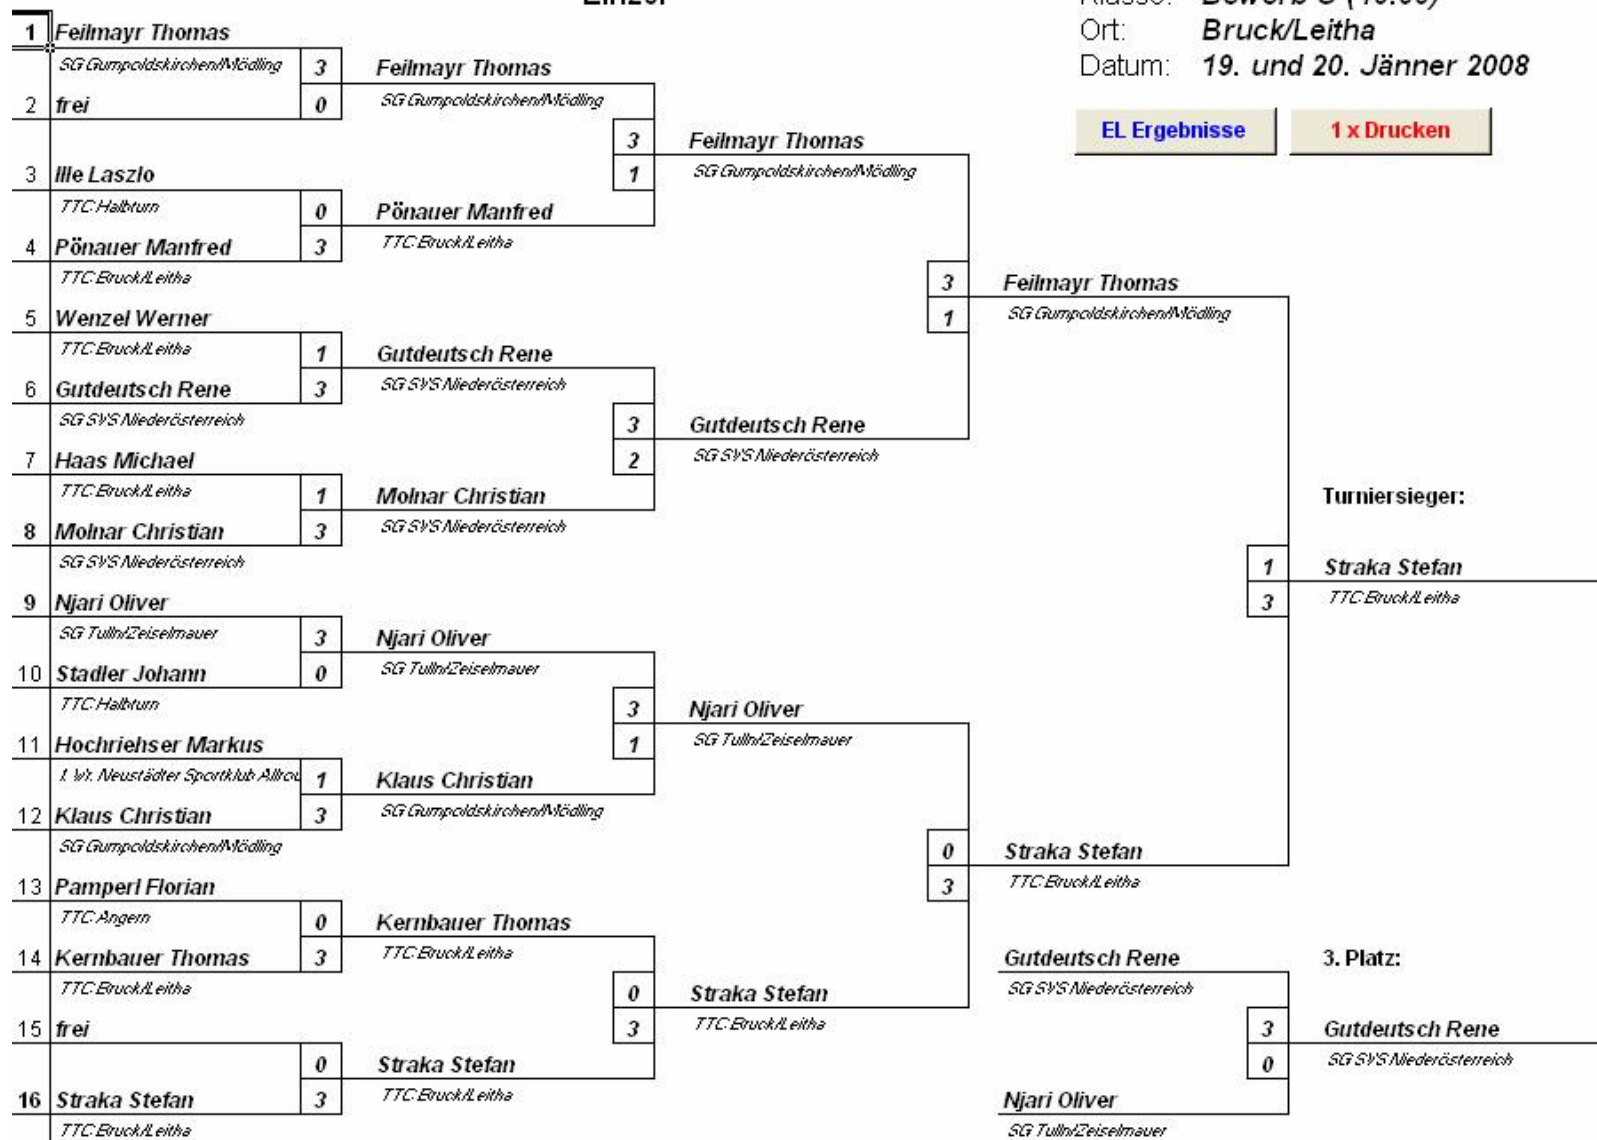 Ort: Bruck/Leitha
Datum: 19. und 20. Jänner 2008
EL Ergebnisse
1 x Drucken
1 Feilmayr Thomas
SG Gumpoldskirchen/Mödling 3
2 frei 0
3 Ille Laszlo
TTC Halbturn 0
4 Pönauer Manfred 3
TTC Bruck/Leitha
5 Wenzel Werner
TTC Bruck/Leitha 1
6 Gutdeutsch Rene 3
SG SVS Niederösterreich
7 Haas Michael
TTC Bruck/Leitha 1
8 Molnar Christian 3
SG SVS Niederösterreich
9 Njari Oliver
SG Tulln/Zeiselmauer 3
10 Stadler Johann 0
TTC Halbturn
11 Hochriehser Markus
1. Wr. Neustädter Sportklub Allrou 1
12 Klaus Christian 3
SG Gumpoldskirchen/Mödling
13 Pamperl Florian
TTC Angern 0
14 Kernbauer Thomas 3
TTC Bruck/Leitha
15 frei
0
16 Straka Stefan 3
TTC Bruck/Leitha
Feilmayr Thomas
SG Gumpoldskirchen/Mödling
3
1
Pönauer Manfred
TTC Bruck/Leitha
Gutdeutsch Rene
SG SVS Niederösterreich
3
2
Molnar Christian
SG SVS Niederösterreich
Njari Oliver
SG Tulln/Zeiselmauer
3
1
Klaus Christian
SG Gumpoldskirchen/Mödling
Kernbauer Thomas
TTC Bruck/Leitha
0
3
Straka Stefan
TTC Bruck/Leitha
Feilmayr Thomas
SG Gumpoldskirchen/Mödling
3
1
Gutdeutsch Rene
SG SVS Niederösterreich
Njari Oliver
SG Tulln/Zeiselmauer
0
3
Straka Stefan
TTC Bruck/Leitha
Feilmayr Thomas
SG Gumpoldskirchen/Mödling
1
3
Straka Stefan
TTC Bruck/Leitha
Turniersieger:
Straka Stefan
TTC Bruck/Leitha
Gutdeutsch Rene
SG SVS Niederösterreich
3
0
Njari Oliver
SG Tulln/Zeiselmauer
3. Platz:
Gutdeutsch Rene
SG SVS Niederösterreich